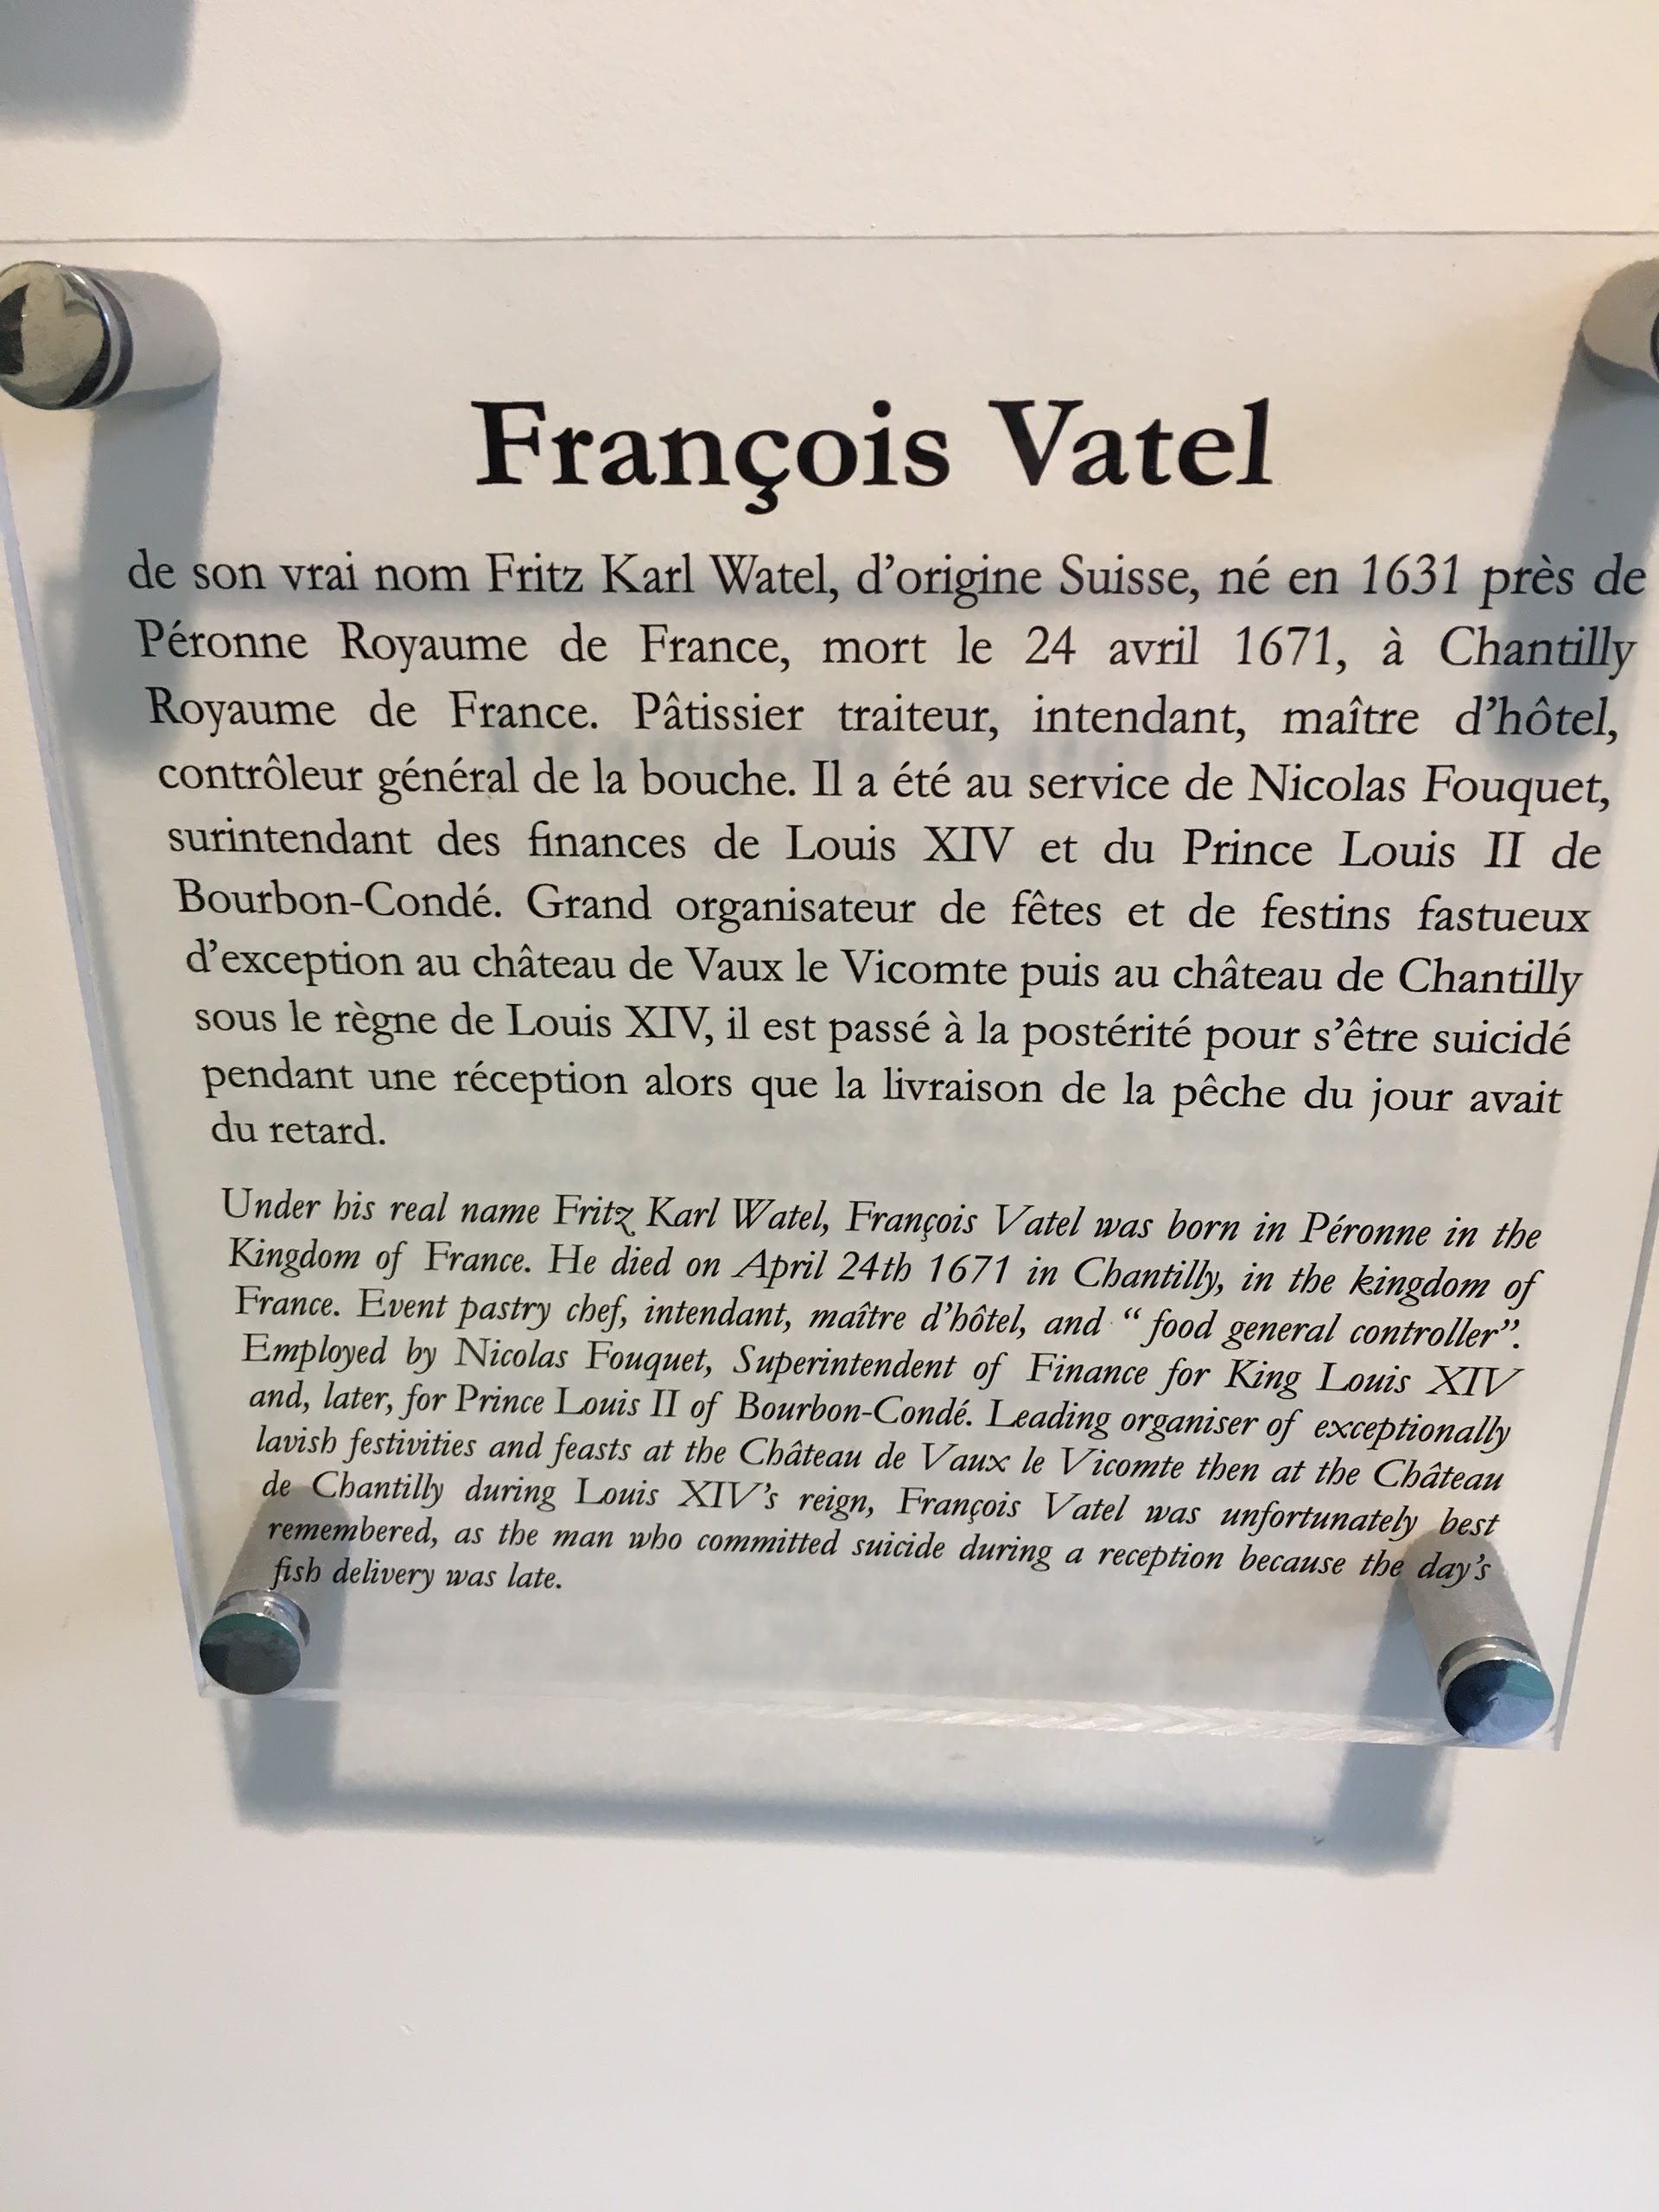 François Vatel
de son vrai nom Fritz Karl Watel, d'origine Suisse, né en 1631 près de
Péronne Royaume de France, mort le 24 avril 1671, à Chantilly
Royaume de France. Pâtissier traiteur, intendant, maître d'hôtel,
contrôleur général de la bouche. Il a été au service de Nicolas Fouquet,
surintendant des finances de Louis XIV et du Prince Louis II de
Bourbon-Condé. Grand organisateur de fêtes et de festins fastueux
d'exception au château de Vaux le Vicomte puis au château de Chantilly
sous le règne de Louis XIV, il est passé à la postérité pour s'être suicidé
pendant une réception alors que la livraison de la pêche du jour avait
du retard.
Under his real name Fritz Karl Watel, François Vatel was born in Péronne in the
Kingdom of France. He died on April 24th 1671 in Chantilly, in the kingdom of
France. Event pastry chef, intendant, maître d'hôtel, and “ food general controller”.
Employed by Nicolas Fouquet, Superintendent of Finance for King Louis XIV
and, later, for Prince Louis II of Bourbon-Condé. Leading organiser of exceptionally
lavish festivities and feasts at the Château de Vaux le Vicomte then at the Château
de Chantilly during Louis XIV's reign, François Vatel was unfortunately best
remembered, as the man who committed suicide during a reception because the day's
fish delivery was late.